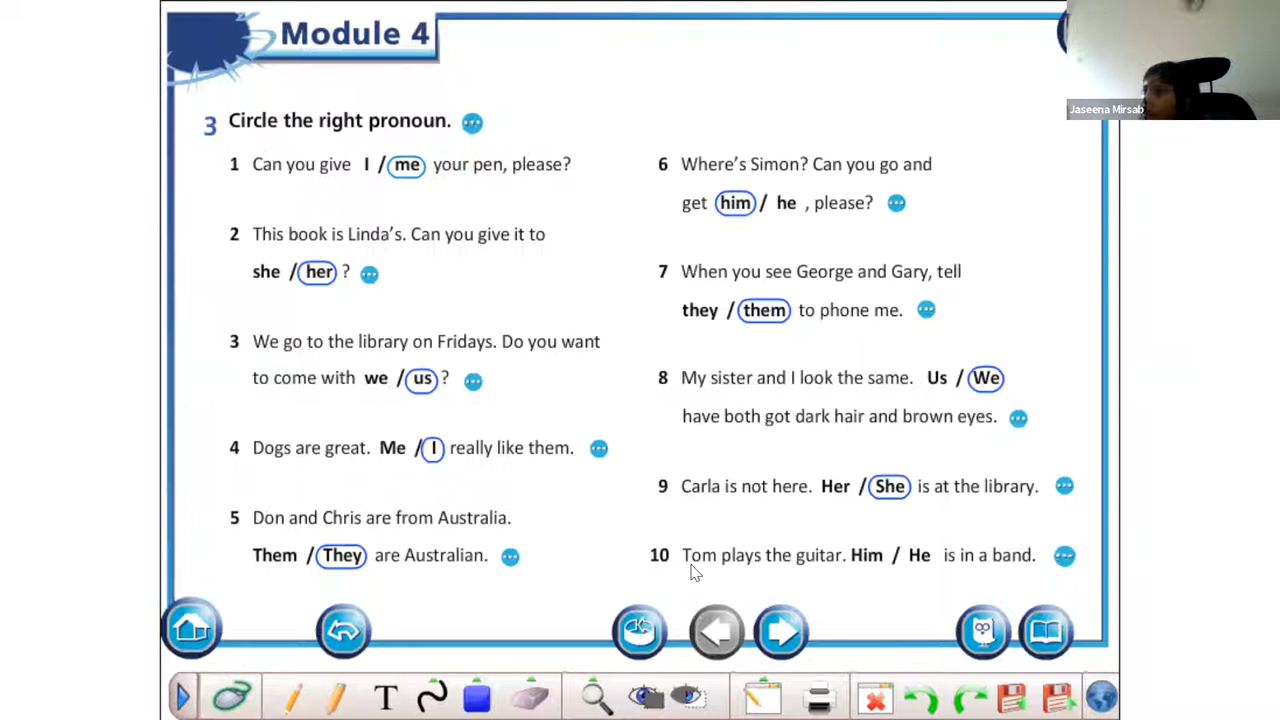 Module 4
Jaseena Mirsab
3 Circle the right pronoun.
1 Can you give I / me your pen, please?
2 This book is Linda's. Can you give it to
she / her ?
3 We go to the library on Fridays. Do you want
to come with we / us ?
4 Dogs are great. Me / I really like them.
5 Don and Chris are from Australia.
Them / They are Australian.
6 Where's Simon? Can you go and
get him / he , please?
7 When you see George and Gary, tell
they / them to phone me.
8 My sister and I look the same. Us / We
have both got dark hair and brown eyes.
9 Carla is not here. Her / She is at the library.
10 Tom plays the guitar. Him / He is in a band.
T